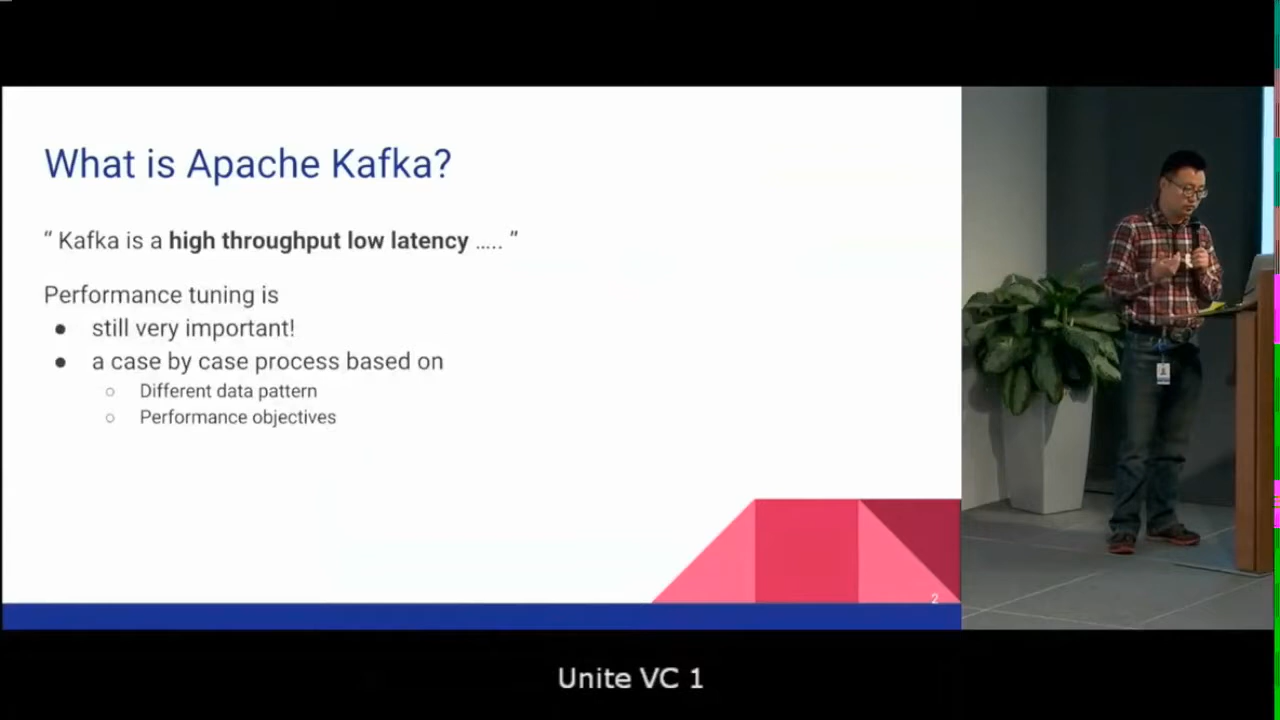 What is Apache Kafka?
“ Kafka is a high throughput low latency ..... ”
Performance tuning is
● still very important!
● a case by case process based on
○ Different data pattern
○ Performance objectives
2
Unite VC 1